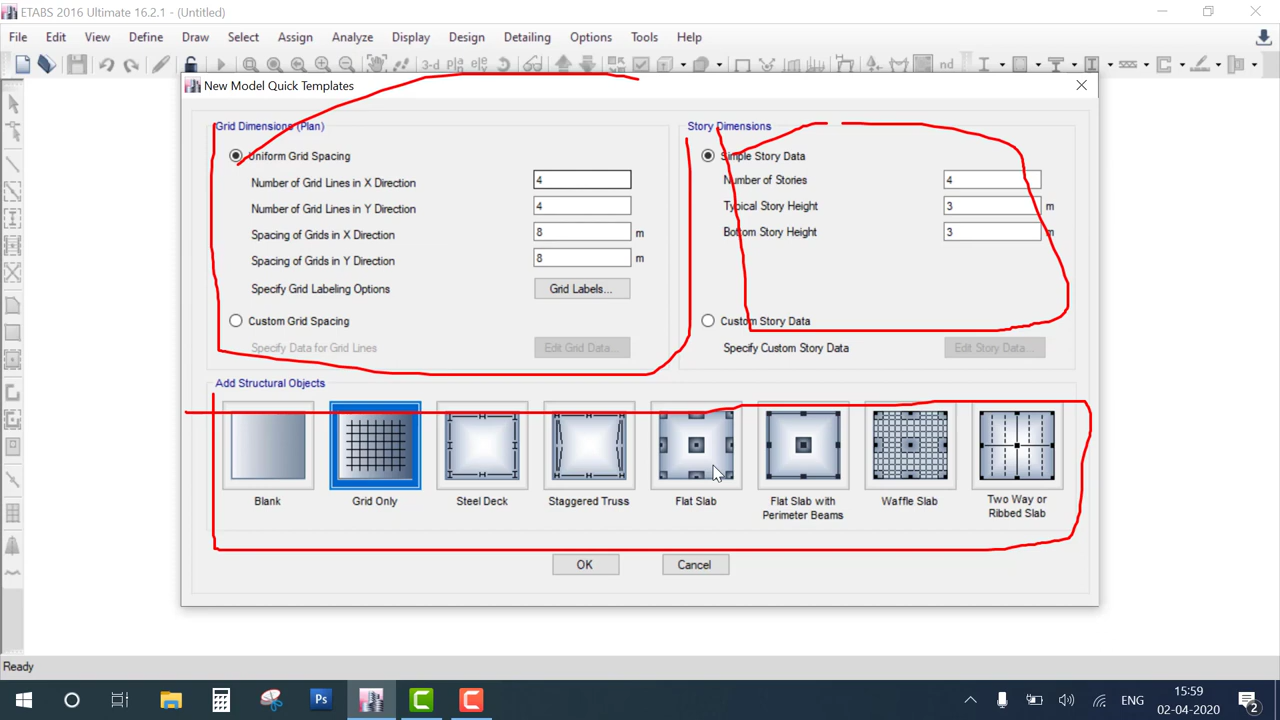 ETABS 2016 Ultimate 16.2.1 - (Untitled)
File Edit View Define Draw Select Assign Analyze Display Design Detailing Options Tools Help
3-d nd
New Model Quick Templates
Grid Dimensions (Plan)
Uniform Grid Spacing
Number of Grid Lines in X Direction 4
Number of Grid Lines in Y Direction 4
Spacing of Grids in X Direction 8 m
Spacing of Grids in Y Direction 8 m
Specify Grid Labeling Options Grid Labels...
Custom Grid Spacing
Specify Data for Grid Lines Edit Grid Data...
Story Dimensions
Simple Story Data
Number of Stories 4
Typical Story Height 3 m
Bottom Story Height 3 m
Custom Story Data
Specify Custom Story Data Edit Story Data...
Add Structural Objects
Blank
Grid Only
Steel Deck
Staggered Truss
Flat Slab
Flat Slab with
Perimeter Beams
Waffle Slab
Two Way or
Ribbed Slab
OK Cancel
Ready
Ps
ENG
15:59
02-04-2020
2